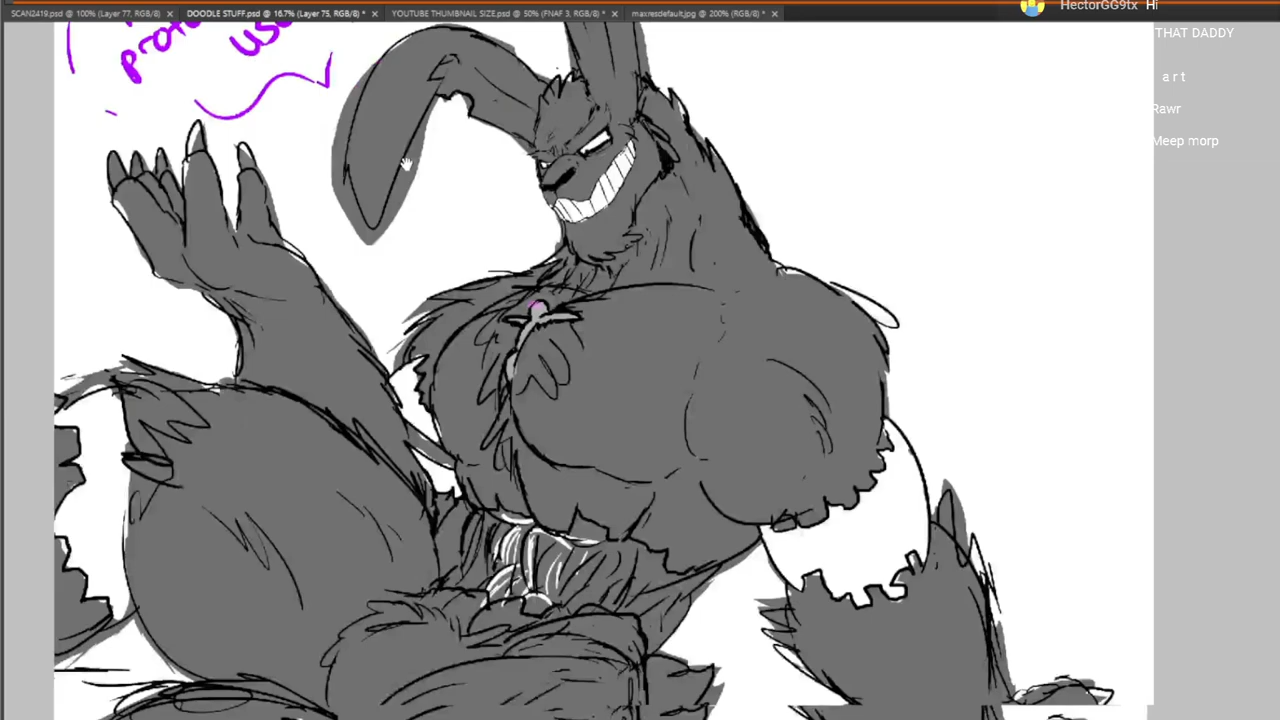 SCAN2419.psd @ 100% (Layer 77, RGB/8) × DOODLE STUFF.psd @ 16.7% (Layer 75, RGB/8) * × YOUTUBE THUMBNAIL SIZE.psd @ 50% (FNAF 3, RGB/8) * × maxresdefault.jpg @ 200% (RGB/8) * ×
HectorGG9tx Hi
THAT DADDY
a r t
Rawr
Meep morp